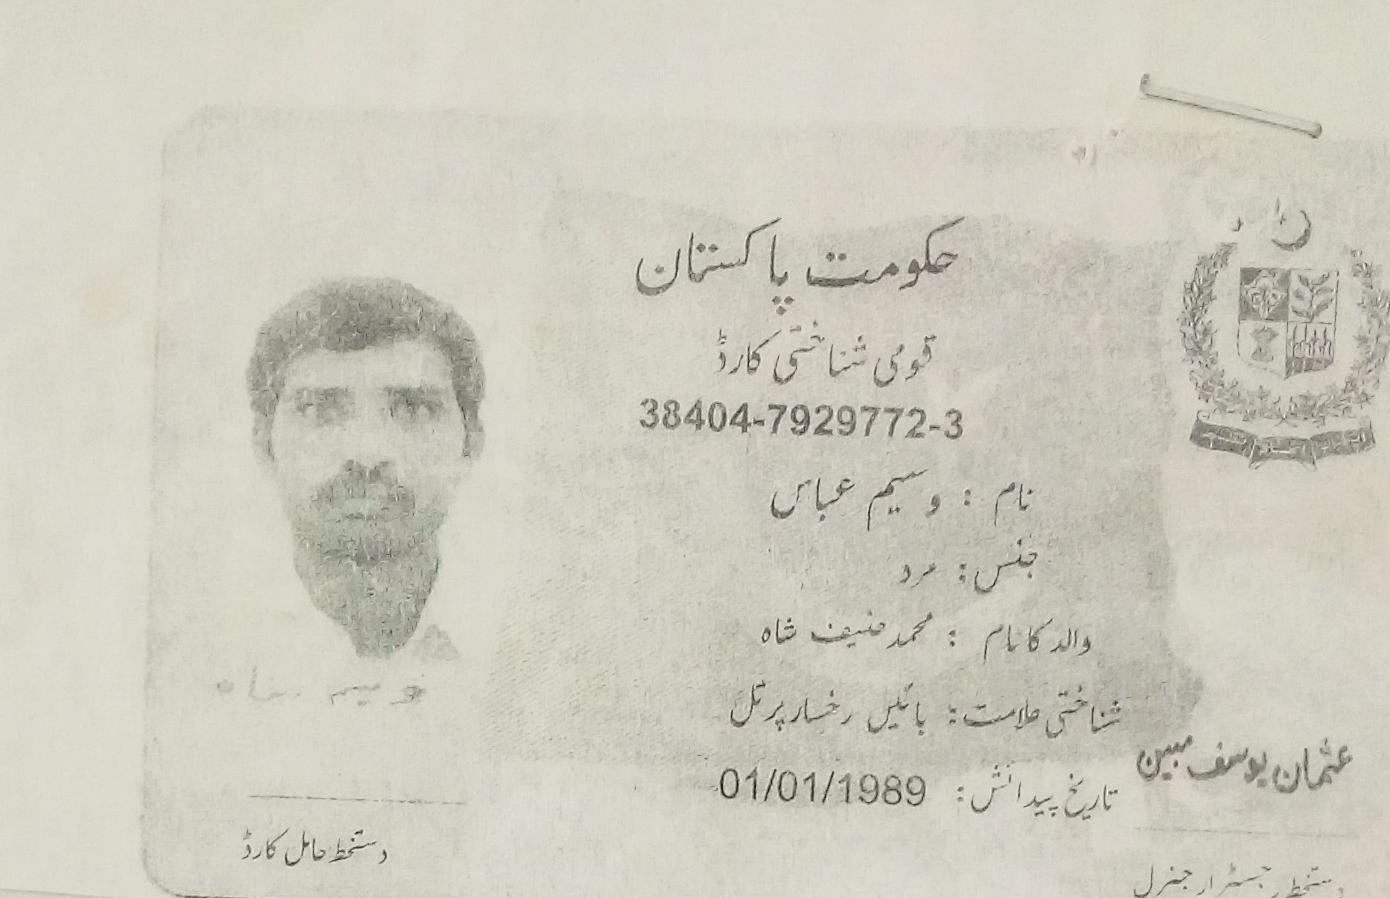 حکومت پاکستان
قومی شناختی کارڈ
38404-7929772-3
نام : وسیم عباس
جنس : مرد
والد کا نام : محمد حنیف شاہ
شناختی علامت : بائیں رخسار پر تل
تاریخ پیدائش : 01/01/1989
وسیم شاہ
دستخط حامل کارڈ
عثمان یوسف مبین
دستخط رجسٹرار جنرل